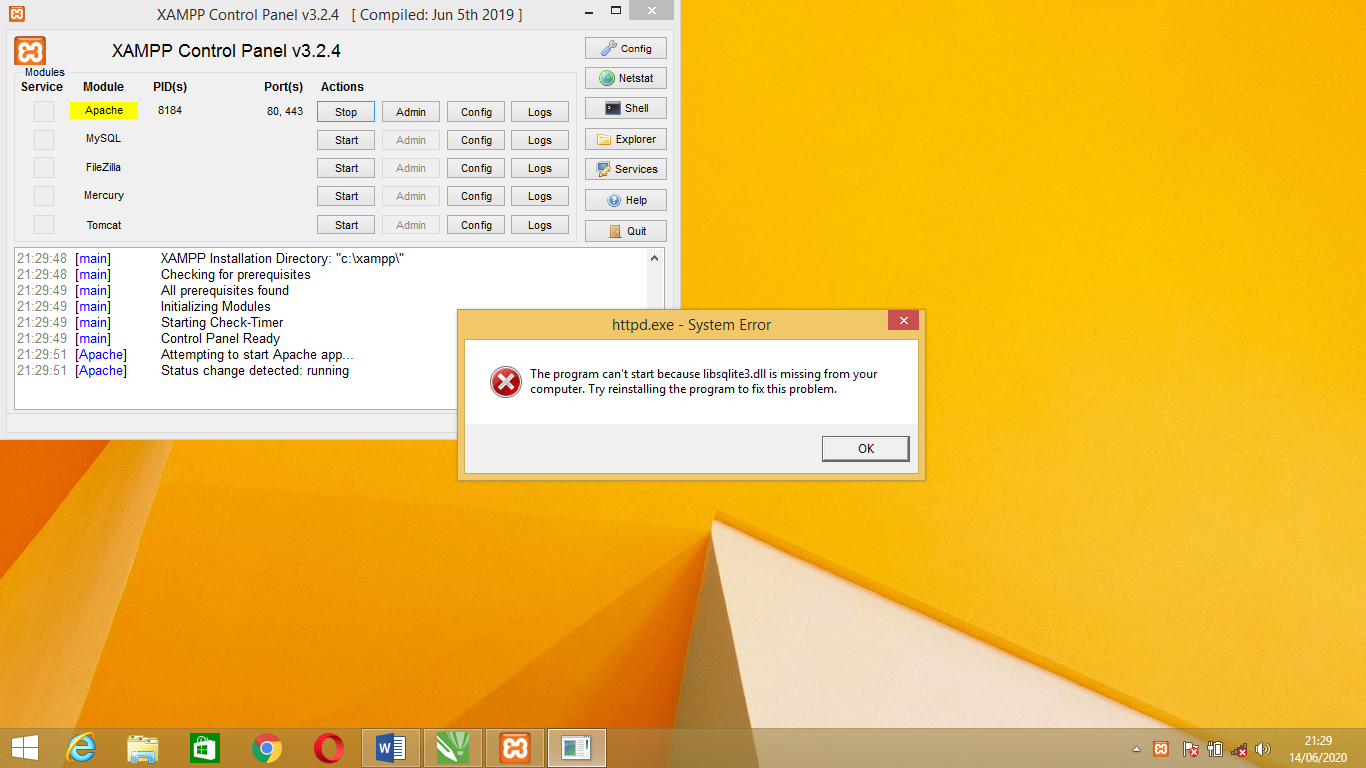 XAMPP Control Panel v3.2.4 [ Compiled: Jun 5th 2019 ]
XAMPP Control Panel v3.2.4
Config
Modules
Service Module PID(s) Port(s) Actions
Netstat
Apache 8184 80, 443 Stop Admin Config Logs
Shell
MySQL Start Admin Config Logs
Explorer
FileZilla Start Admin Config Logs
Services
Mercury Start Admin Config Logs
Help
Tomcat Start Admin Config Logs
Quit
21:29:48 [main] XAMPP Installation Directory: "c:\xampp\"
21:29:48 [main] Checking for prerequisites
21:29:49 [main] All prerequisites found
21:29:49 [main] Initializing Modules
21:29:49 [main] Starting Check-Timer
21:29:49 [main] Control Panel Ready
21:29:51 [Apache] Attempting to start Apache app...
21:29:51 [Apache] Status change detected: running
httpd.exe - System Error
The program can't start because libsqlite3.dll is missing from your
computer. Try reinstalling the program to fix this problem.
OK
21:29
14/06/2020